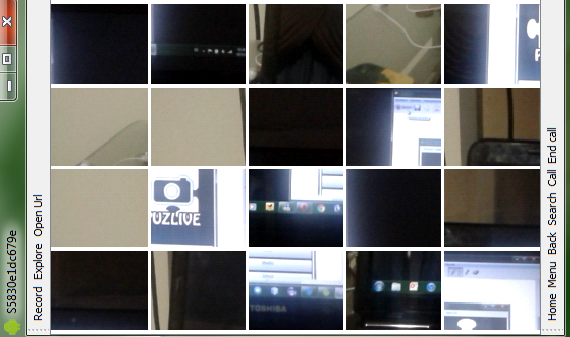 S5830e1dc679e
Record Explore Open Url
UZLIVE
TOSHIBA
Home Menu Back Search Call End call